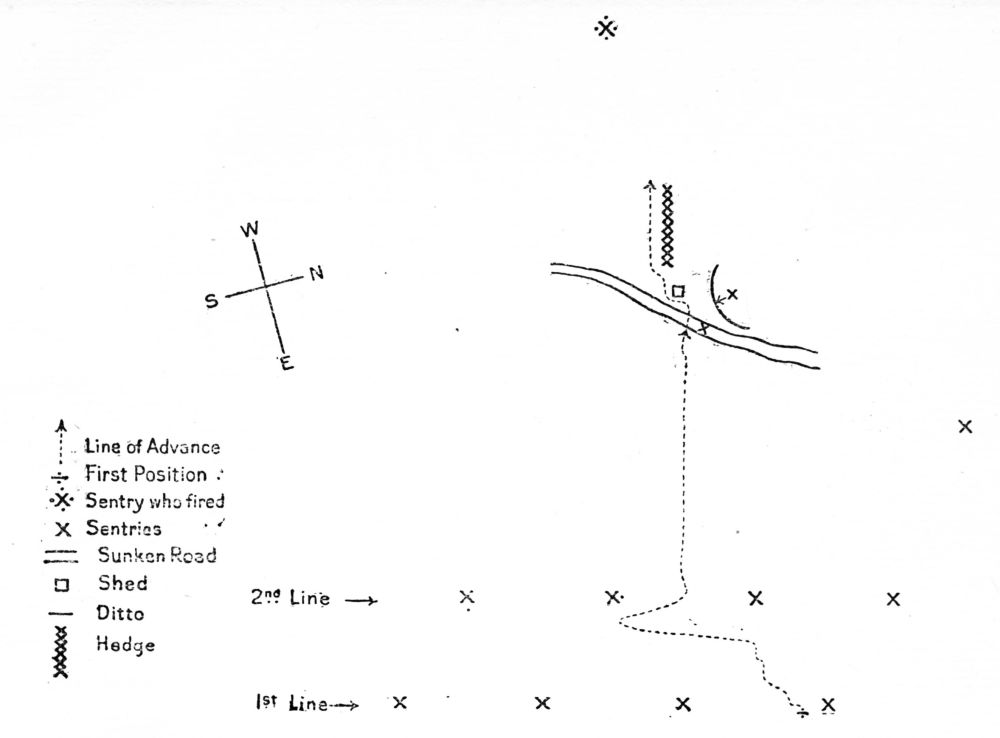 W
N
S
E
Line of Advance
First Position
Sentry who fired
Sentries
Sunken Road
Shed
Ditto
Hedge
2nd Line
1st Line